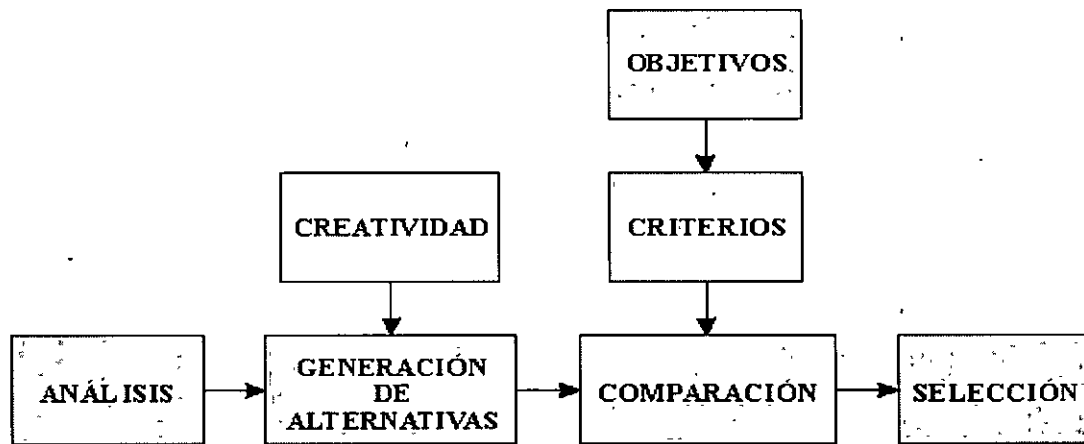 OBJETIVOS
CREATIVIDAD
CRITERIOS
ANÁLISIS
GENERACIÓN
DE
ALTERNATIVAS
COMPARACIÓN
SELECCIÓN